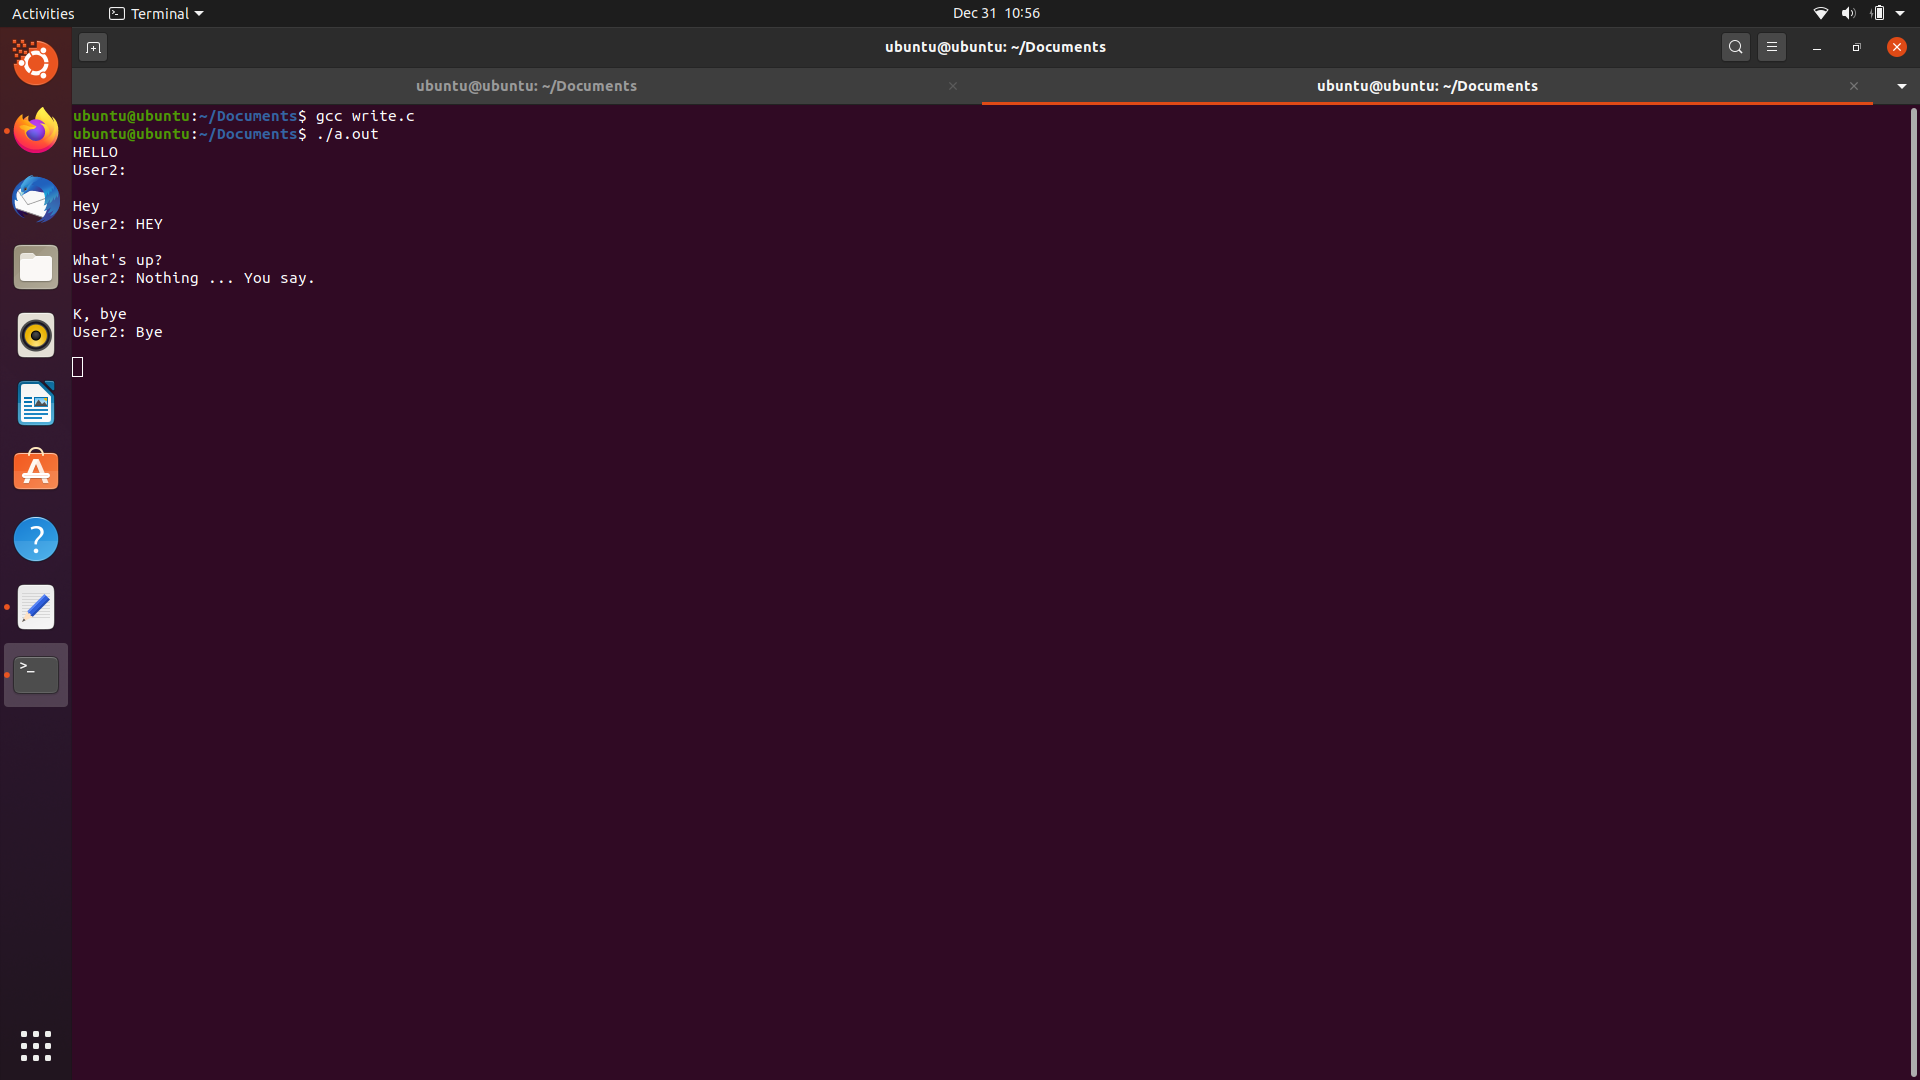 Activities
Terminal
Dec 31 10:56
ubuntu@ubuntu: ~/Documents
ubuntu@ubuntu: ~/Documents
ubuntu@ubuntu: ~/Documents
ubuntu@ubuntu:~/Documents$ gcc write.c
ubuntu@ubuntu:~/Documents$ ./a.out
HELLO
User2:
Hey
User2: HEY
What's up?
User2: Nothing ... You say.
K, bye
User2: Bye